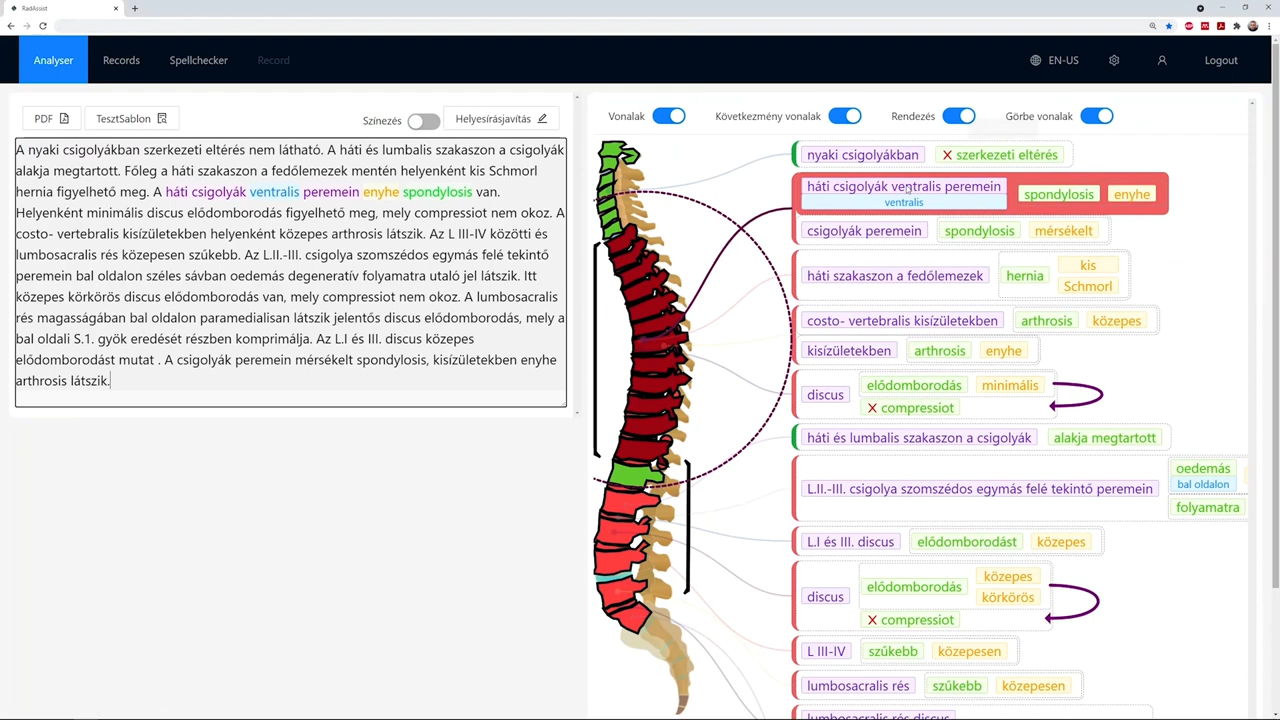 RadAssist
Analyser Records Spellchecker Record EN-US Logout
PDF TesztSablon Színezés Helyesírásjavítás
A nyaki csigolyákban szerkezeti eltérés nem látható. A háti és lumbalis szakaszon a csigolyák
alakja megtartott. Főleg a háti szakaszon a fedőlemezek mentén helyenként kis Schmorl
hernia figyelhető meg. A háti csigolyák ventralis peremein enyhe spondylosis van.
Helyenként minimális discus elődomborodás figyelhető meg, mely compressiot nem okoz. A
costo- vertebralis kisízületekben helyenként közepes arthrosis látszik. Az L III-IV közötti és
lumbosacralis rés közepesen szűkebb. Az L.II.-III. csigolya szomszédos egymás felé tekintő
peremein bal oldalon széles sávban oedemás degeneratív folyamatra utaló jel látszik. Itt
közepes körkörös discus elődomborodás van, mely compressiot nem okoz. A lumbosacralis
rés magasságában bal oldalon paramedialisan látszik jelentős discus elődomborodás, mely a
bal oldali S.1. gyök eredését részben komprimálja. Az L.I és III. discus közepes
elődomborodást mutat . A csigolyák peremein mérsékelt spondylosis, kisízületekben enyhe
arthrosis látszik.
Vonalak Következmény vonalak Rendezés Görbe vonalak
nyaki csigolyákban X szerkezeti eltérés
háti csigolyák ventralis peremein spondylosis enyhe
ventralis
csigolyák peremein spondylosis mérsékelt
háti szakaszon a fedőlemezek hernia kis
Schmorl
costo- vertebralis kisízületekben arthrosis közepes
kisízületekben arthrosis enyhe
discus elődomborodás minimális
X compressiot
háti és lumbalis szakaszon a csigolyák alakja megtartott
L.II.-III. csigolya szomszédos egymás felé tekintő peremein oedemás
bal oldalon
folyamatra
L.I és III. discus elődomborodást közepes
discus elődomborodás közepes
körkörös
X compressiot
L III-IV szűkebb közepesen
lumbosacralis rés szűkebb közepesen
lumbosacralis rés discus